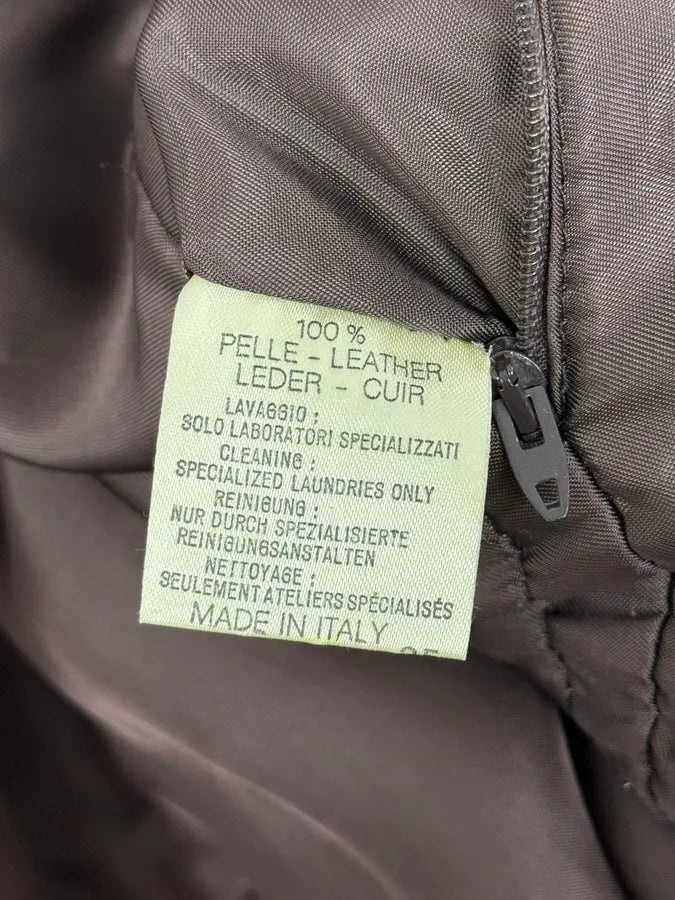 100 %
PELLE - LEATHER
LEDER - CUIR
LAVAGGIO :
SOLO LABORATORI SPECIALIZZATI
CLEANING :
SPECIALIZED LAUNDRIES ONLY
REINIGUNG :
NUR DURCH SPEZIALISIERTE
REINIGUNGSANSTALTEN
NETTOYAGE :
SEULEMENT ATELIERS SPÉCIALISÉS
MADE IN ITALY